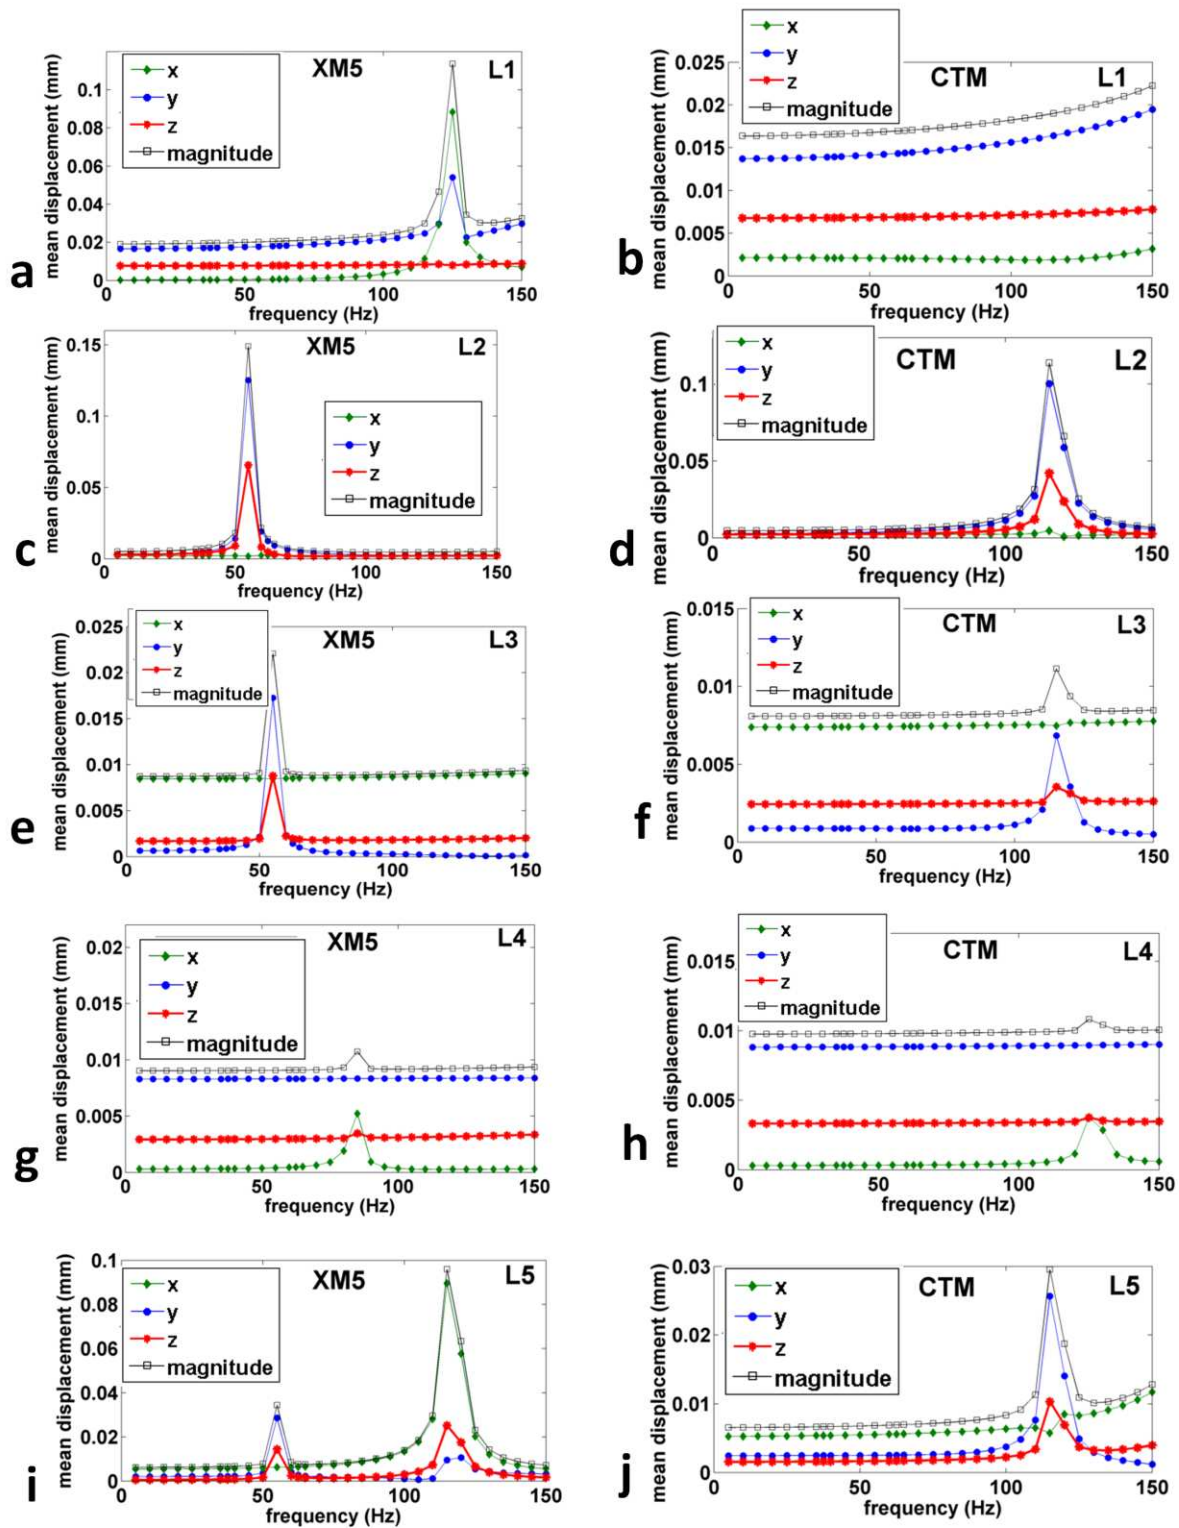 XM5
L1
x
y
z
magnitude
mean displacement (mm)
0.1
0.08
0.06
0.04
0.02
0
0 50 100 150
frequency (Hz)
a
CTM
L1
x
y
z
magnitude
mean displacement (mm)
0.025
0.02
0.015
0.01
0.005
0
0 50 100 150
frequency (Hz)
b
XM5
L2
x
y
z
magnitude
mean displacement (mm)
0.15
0.1
0.05
0
0 50 100 150
frequency (Hz)
c
CTM
L2
x
y
z
magnitude
mean displacement (mm)
0.1
0.05
0
0 50 100 150
frequency (Hz)
d
XM5
L3
x
y
z
magnitude
mean displacement (mm)
0.025
0.02
0.015
0.01
0.005
0
0 50 100 150
frequency (Hz)
e
CTM
L3
x
y
z
magnitude
mean displacement (mm)
0.015
0.01
0.005
0
0 50 100 150
frequency (Hz)
f
XM5
L4
x
y
z
magnitude
mean displacement (mm)
0.02
0.015
0.01
0.005
0
0 50 100 150
frequency (Hz)
g
CTM
L4
x
y
z
magnitude
mean displacement (mm)
0.015
0.01
0.005
0
0 50 100 150
frequency (Hz)
h
XM5
L5
x
y
z
magnitude
mean displacement (mm)
0.1
0.08
0.06
0.04
0.02
0
0 50 100 150
frequency (Hz)
i
CTM
L5
x
y
z
magnitude
mean displacement (mm)
0.03
0.02
0.01
0
0 50 100 150
frequency (Hz)
j